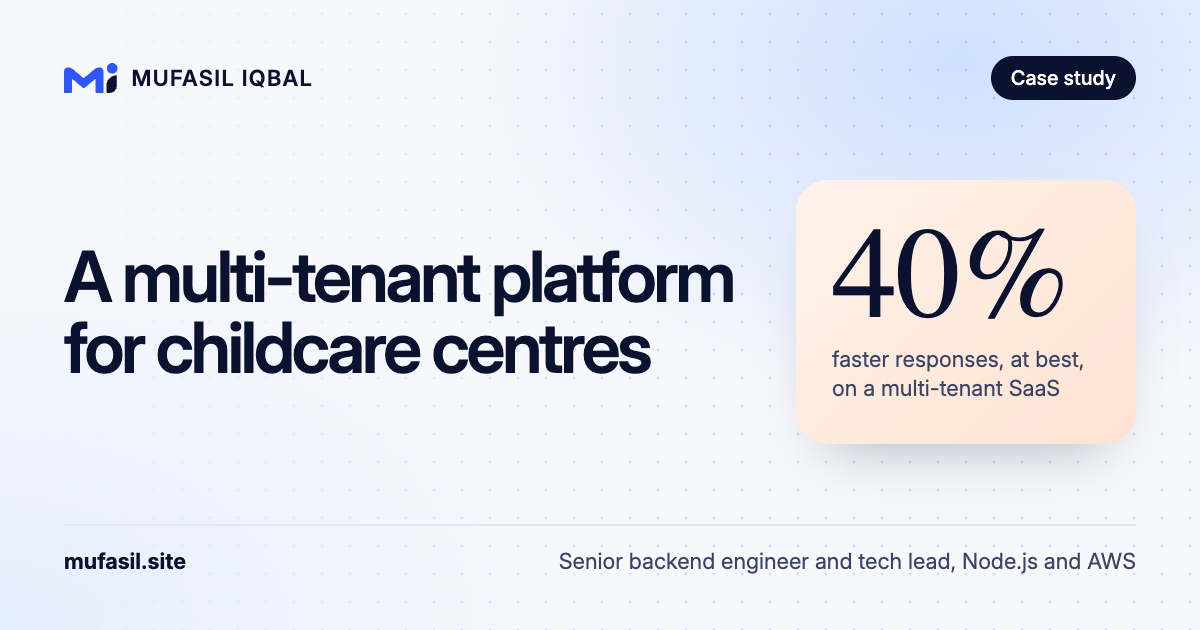 MUFASIL IQBAL
Case study
A multi-tenant platform
for childcare centres
40%
faster responses, at best,
on a multi-tenant SaaS
mufasil.site
Senior backend engineer and tech lead, Node.js and AWS